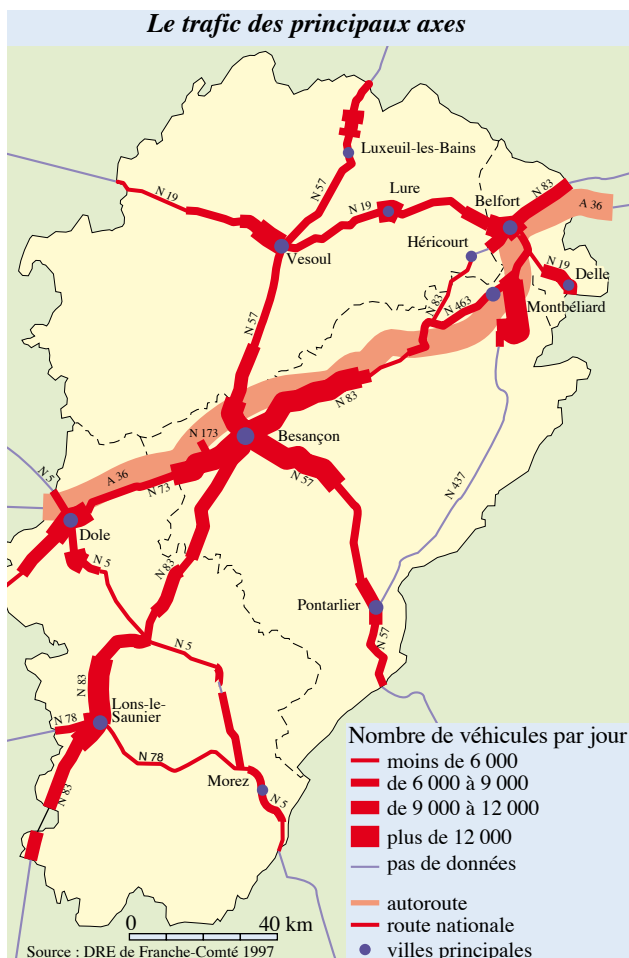 Le trafic des principaux axes
Luxeuil-les-Bains
N 57
N 19
Lure
N 19
Belfort
N 83
A 36
Héricourt
Vesoul
N 19
Delle
N 83
N 463
Montbéliard
N 57
N 83
N 173
Besançon
N 5
A 36
N 73
N 57
N 437
Dole
N 5
N 83
Pontarlier
N 5
N 57
N 83
Lons-le-
Saunier
N 78
N 78
Morez
N 5
N 83
Nombre de véhicules par jour
moins de 6 000
de 6 000 à 9 000
de 9 000 à 12 000
plus de 12 000
pas de données
autoroute
route nationale
villes principales
0 40 km
Source : DRE de Franche-Comté 1997